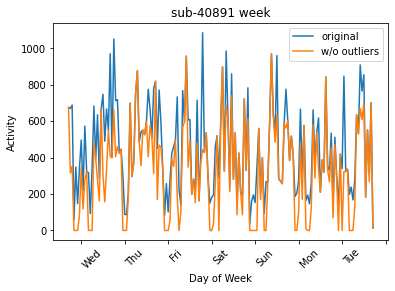 sub-40891 week
original
w/o outliers
Activity
1000
800
600
400
200
0
Wed
Thu
Fri
Sat
Sun
Mon
Tue
Day of Week